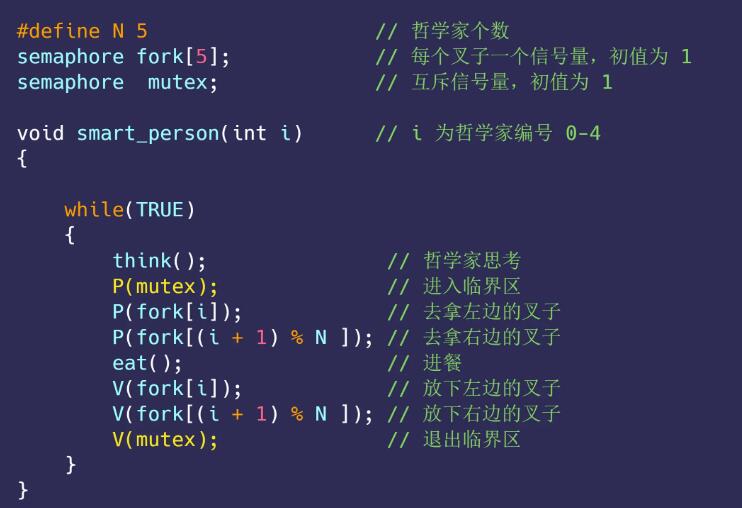 #define N 5 // 哲学家个数
semaphore fork[5]; // 每个叉子一个信号量，初值为 1
semaphore mutex; // 互斥信号量，初值为 1
void smart_person(int i) // i 为哲学家编号 0-4
{
while(TRUE)
{
think(); // 哲学家思考
P(mutex); // 进入临界区
P(fork[i]); // 去拿左边的叉子
P(fork[(i + 1) % N ]); // 去拿右边的叉子
eat(); // 进餐
V(fork[i]); // 放下左边的叉子
V(fork[(i + 1) % N ]); // 放下右边的叉子
V(mutex); // 退出临界区
}
}